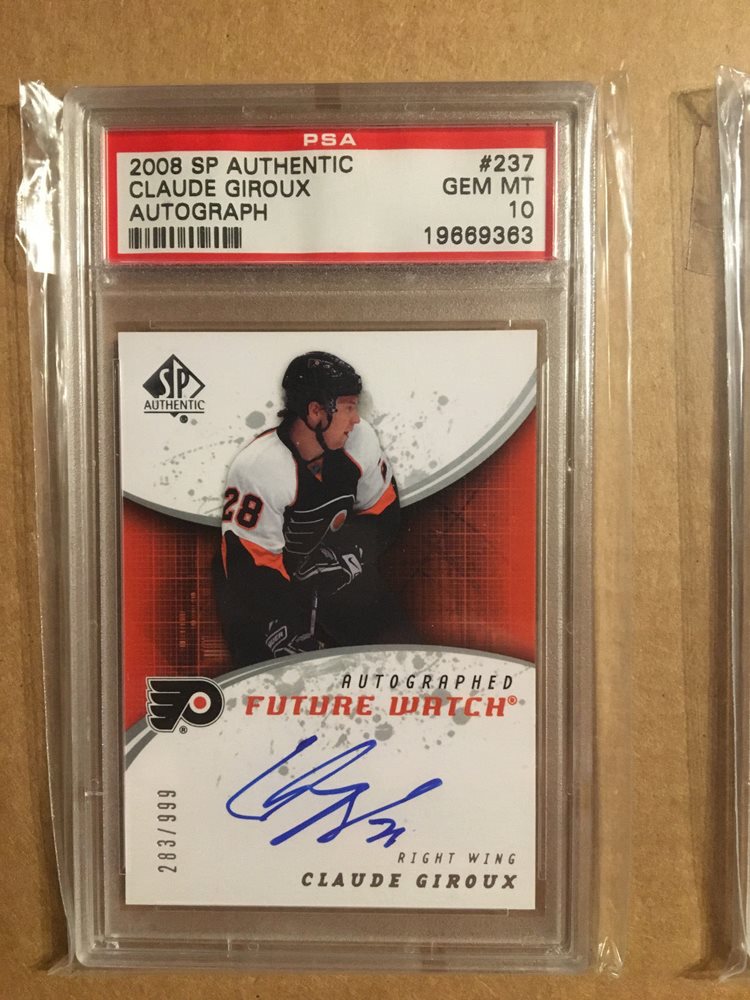 PSA
2008 SP AUTHENTIC #237
CLAUDE GIROUX GEM MT
AUTOGRAPH 10
19669363
SP
AUTHENTIC
28
AUTOGRAPHED
FUTURE WATCH®
283/999
RIGHT WING
CLAUDE GIROUX